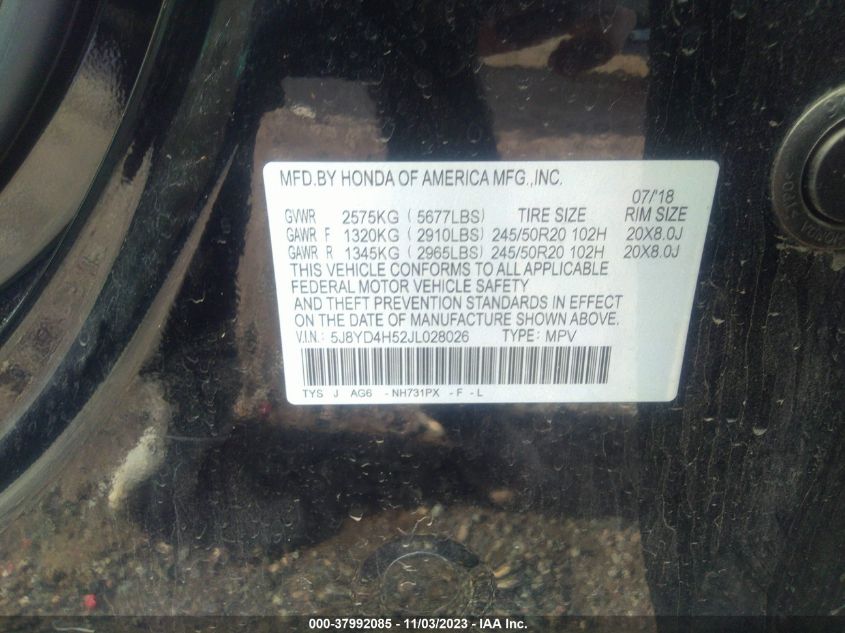 MFD.BY HONDA OF AMERICA MFG.,INC.
07/'18
GVWR 2575KG ( 5677LBS) TIRE SIZE RIM SIZE
GAWR F 1320KG ( 2910LBS) 245/50R20 102H 20X8.0J
GAWR R 1345KG ( 2965LBS) 245/50R20 102H 20X8.0J
THIS VEHICLE CONFORMS TO ALL APPLICABLE
FEDERAL MOTOR VEHICLE SAFETY
AND THEFT PREVENTION STANDARDS IN EFFECT
ON THE DATE OF MANUFACTURE SHOWN ABOVE.
V.I.N.: 5J8YD4H52JL028026 TYPE: MPV
TYS J AG6 - NH731PX - F - L
000-37992085 - 11/03/2023 - IAA Inc.